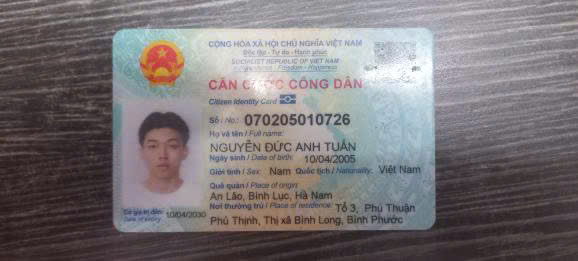 CỘNG HÒA XÃ HỘI CHỦ NGHĨA VIỆT NAM
Độc lập - Tự do - Hạnh phúc
SOCIALIST REPUBLIC OF VIET NAM
Independence - Freedom - Happiness
CĂN CƯỚC CÔNG DÂN
Citizen Identity Card
Số / No.: 070205010726
Họ và tên / Full name:
NGUYỄN ĐỨC ANH TUẤN
Ngày sinh / Date of birth: 10/04/2005
Giới tính / Sex: Nam Quốc tịch / Nationality: Việt Nam
Quê quán / Place of origin:
An Lão, Bình Lục, Hà Nam
Nơi thường trú / Place of residence: Tổ 3, Phú Thuận
Phú Thịnh, Thị xã Bình Long, Bình Phước
Có giá trị đến: 10/04/2030
Date of expiry